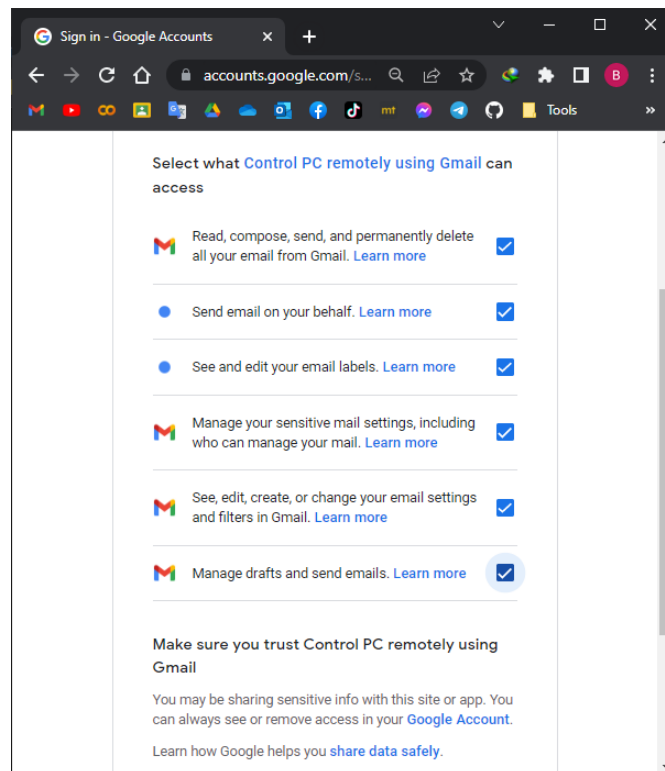 Sign in - Google Accounts
accounts.google.com/s...
B
mt
Tools
Select what Control PC remotely using Gmail can
access
Read, compose, send, and permanently delete
all your email from Gmail. Learn more
Send email on your behalf. Learn more
See and edit your email labels. Learn more
Manage your sensitive mail settings, including
who can manage your mail. Learn more
See, edit, create, or change your email settings
and filters in Gmail. Learn more
Manage drafts and send emails. Learn more
Make sure you trust Control PC remotely using
Gmail
You may be sharing sensitive info with this site or app. You
can always see or remove access in your Google Account.
Learn how Google helps you share data safely.